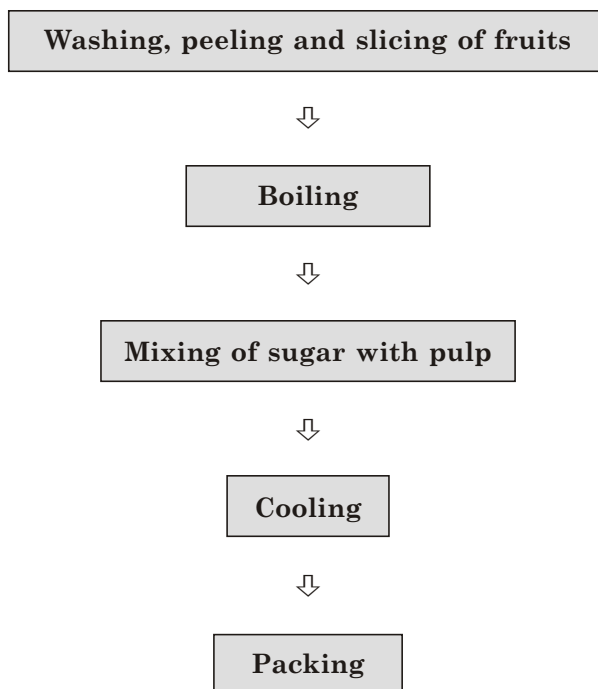 Washing, peeling and slicing of fruits
Boiling
Mixing of sugar with pulp
Cooling
Packing